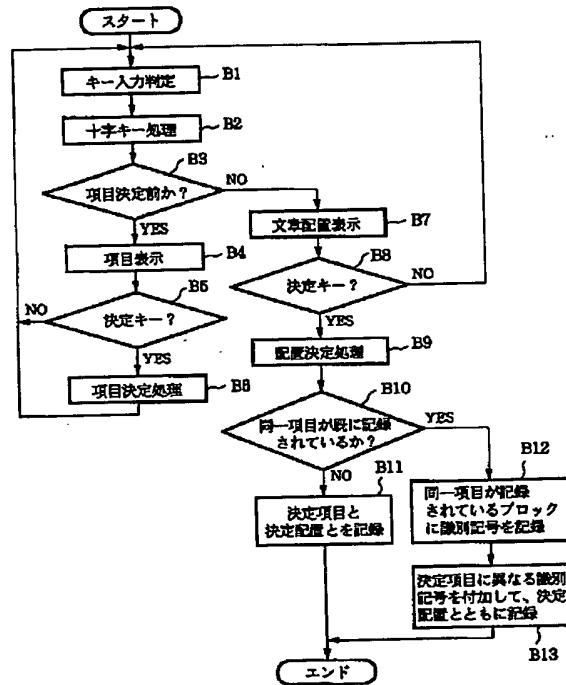 スタート
キー入力判定
B1
十字キー処理
B2
B3
項目決定前か?
NO
YES
項目表示
B4
B5
決定キー?
NO
YES
項目決定処理
B6
文章配置表示
B7
B8
決定キー?
NO
YES
配置決定処理
B9
B10
同一項目が既に記録
されているか?
YES
NO
B11
決定項目と
決定配置とを記録
B12
同一項目が記録
されているブロック
に識別記号を記録
決定項目に異なる識別
記号を付加して、決定
配置とともに記録
B13
エンド